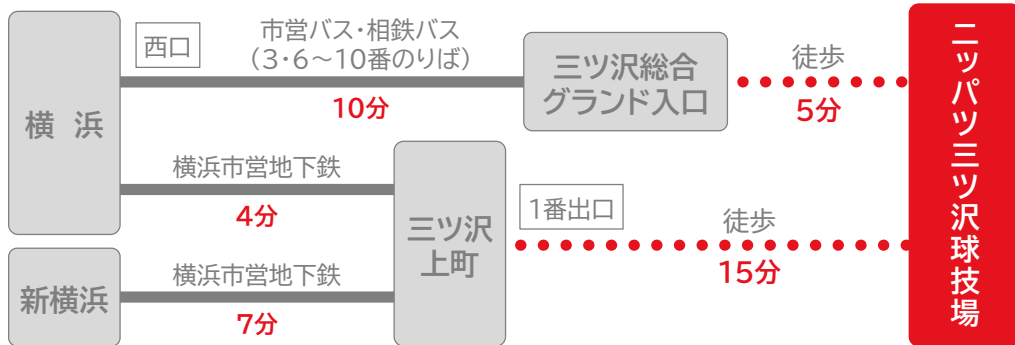 横 浜
西口
市営バス・相鉄バス
（3・6〜10番のりば）
10分
三ツ沢総合
グランド入口
徒歩
5分
横浜市営地下鉄
4分
新横浜
横浜市営地下鉄
7分
三ツ沢
上町
1番出口
徒歩
15分
ニッパツ三ツ沢球技場